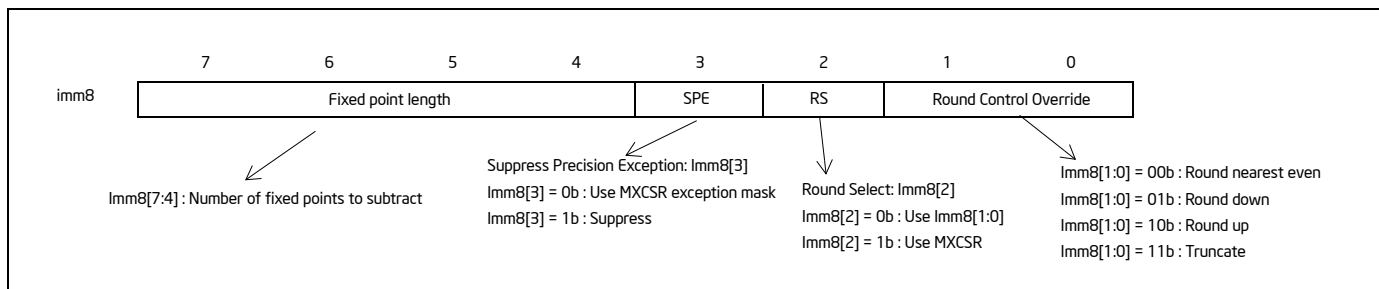 7 6 5 4 3 2 1 0
imm8 Fixed point length SPE RS Round Control Override
Imm8[7:4] : Number of fixed points to subtract
Suppress Precision Exception: Imm8[3]
Imm8[3] = 0b : Use MXCSR exception mask
Imm8[3] = 1b : Suppress
Round Select: Imm8[2]
Imm8[2] = 0b : Use Imm8[1:0]
Imm8[2] = 1b : Use MXCSR
Imm8[1:0] = 00b : Round nearest even
Imm8[1:0] = 01b : Round down
Imm8[1:0] = 10b : Round up
Imm8[1:0] = 11b : Truncate